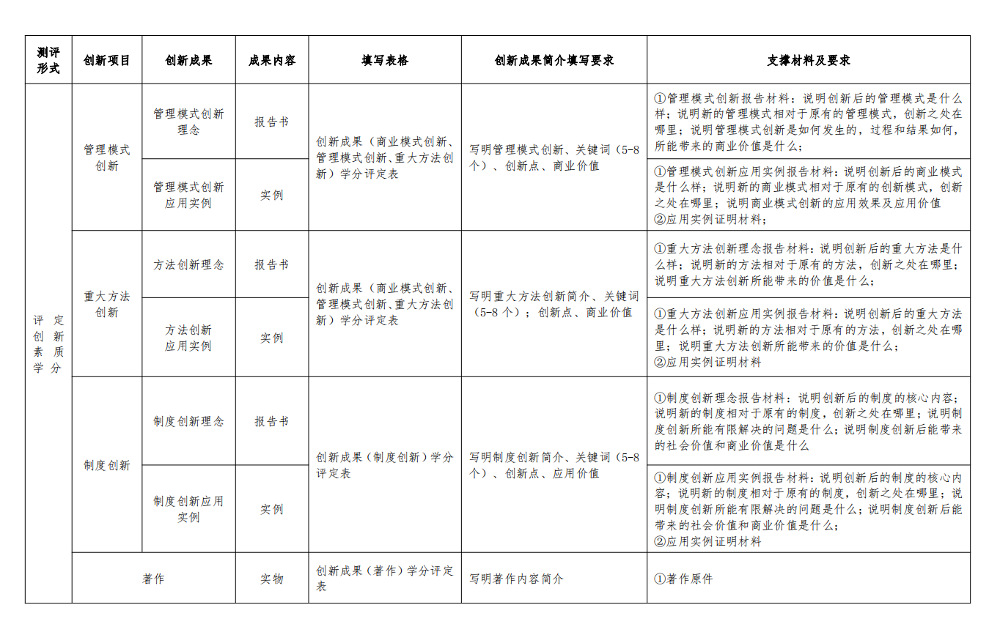 测评
形式
创新项目
创新成果
成果内容
填写表格
创新成果简介填写要求
支撑材料及要求
评 定
创 新
素 质
学 分
管理模式
创新
管理模式创新
理念
报告书
创新成果（商业模式创新、
管理模式创新、重大方法创
新）学分评定表
写明管理模式创新、关键词（5-8
个）、创新点、商业价值
①管理模式创新报告材料；说明创新后的管理模式是什么
样；说明新的管理模式相对于原有的管理模式，创新之处在
哪里；说明管理模式创新是如何发生的，过程和结果如何，
所能带来的商业价值是什么；
管理模式创新
应用实例
实例
①管理模式创新应用实例报告材料：说明创新后的商业模式
是什么样；说明新的商业模式相对于原有的创新模式，创新
之处在哪里；说明商业模式创新的应用效果及应用价值
②应用实例证明材料；
重大方法
创新
方法创新理念
报告书
创新成果（商业模式创新、
管理模式创新、重大方法创
新）学分评定表
写明重大方法创新简介、关键词
（5-8 个）；创新点、商业价值
①重大方法创新理念报告材料：说明创新后的重大方法是什
么样；说明新的方法相对于原有的方法，创新之处在哪里；
说明重大方法创新所能带来的价值是什么；
方法创新
应用实例
实例
①重大方法创新应用实例报告材料：说明创新后的重大方法
是什么样；说明新的方法相对于原有的方法，创新之处在哪
里；说明重大方法创新所能带来的价值是什么；
②应用实例证明材料
制度创新
制度创新理念
报告书
创新成果（制度创新）学分
评定表
写明制度创新简介、关键词（5-8
个）、创新点、应用价值
①制度创新理念报告材料：说明创新后的制度的核心内容；
说明新的制度相对于原有的制度，创新之处在哪里；说明制
度创新所能有限解决的问题是什么；说明制度创新后能带来
的社会价值和商业价值是什么
制度创新应用
实例
实例
①制度创新应用实例报告材料：说明创新后的制度的核心内
容；说明新的制度相对于原有的制度，创新之处在哪里；说
明制度创新所能有限解决的问题是什么；说明制度创新后能
带来的社会价值和商业价值是什么；
②应用实例证明材料
著作
实物
创新成果（著作）学分评定
表
写明著作内容简介
①著作原件